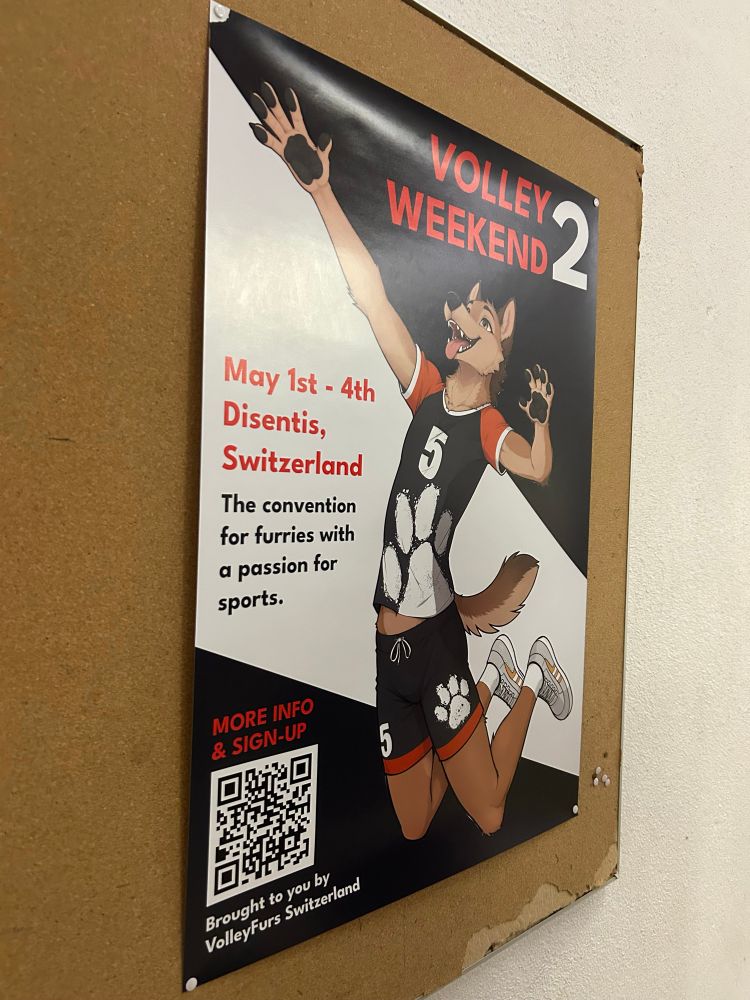 VOLLEY
WEEKEND 2
May 1st - 4th
Disentis,
Switzerland
The convention
for furries with
a passion for
sports.
5
5
MORE INFO
& SIGN-UP
Brought to you by
VolleyFurs Switzerland